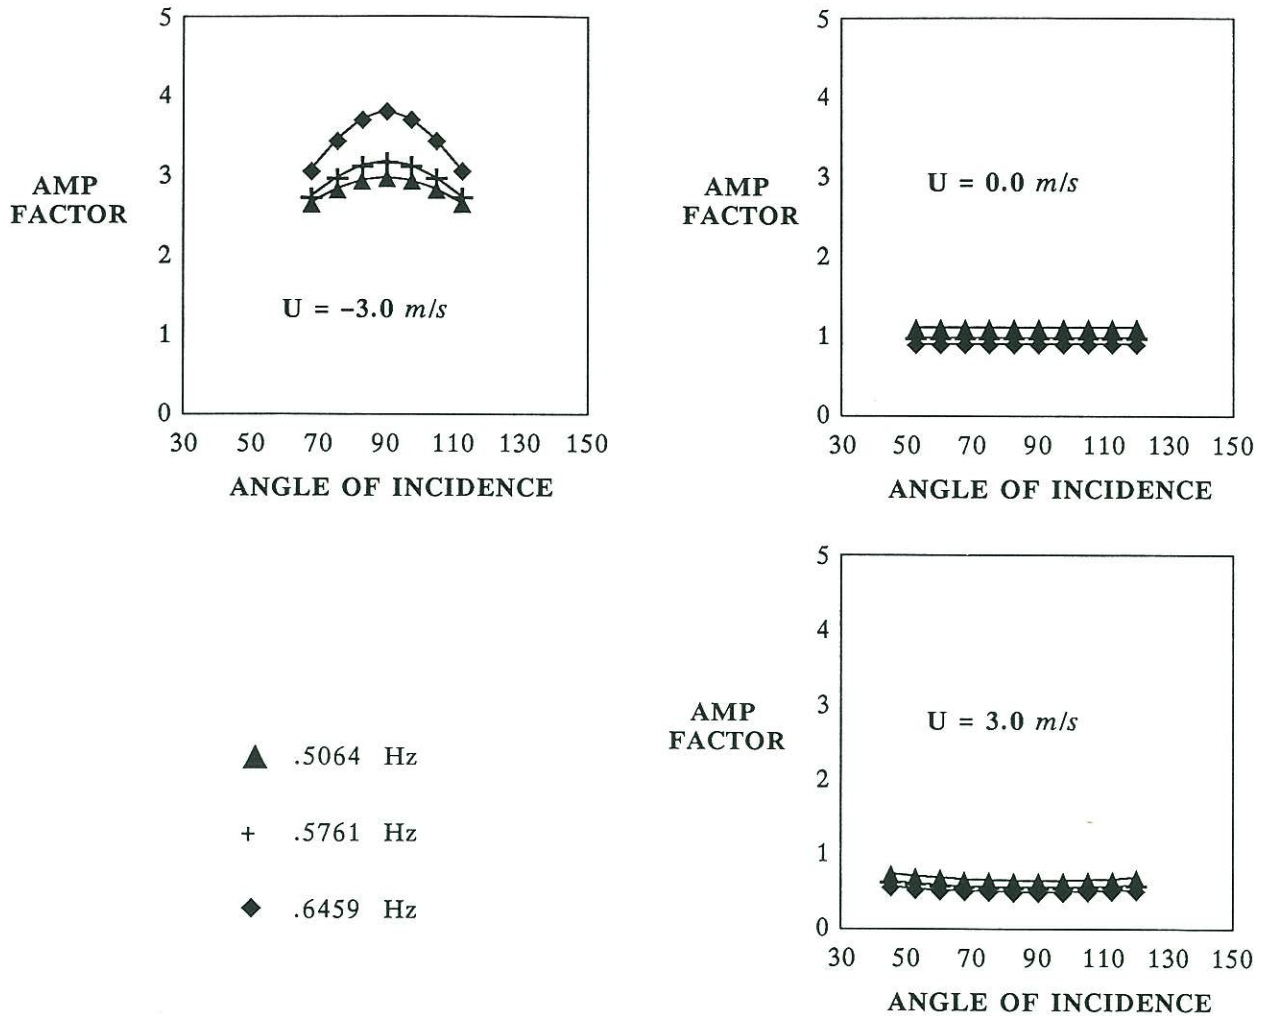 5
4
3
2
1
0
AMP
FACTOR
U = −3.0 m/s
30 50 70 90 110 130 150
ANGLE OF INCIDENCE
5
4
3
2
1
0
AMP
FACTOR
U = 0.0 m/s
30 50 70 90 110 130 150
ANGLE OF INCIDENCE
.5064 Hz
.5761 Hz
.6459 Hz
5
4
3
2
1
0
AMP
FACTOR
U = 3.0 m/s
30 50 70 90 110 130 150
ANGLE OF INCIDENCE